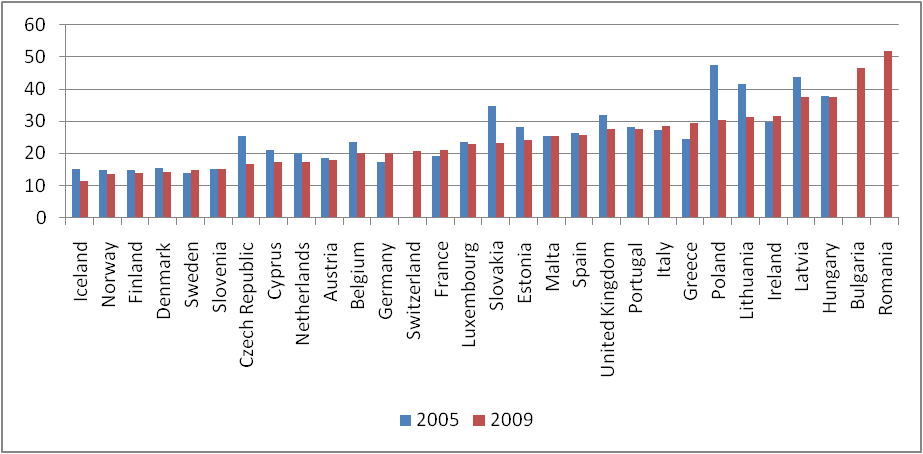 60
50
40
30
20
10
0
Iceland
Norway
Finland
Denmark
Sweden
Slovenia
Czech Republic
Cyprus
Netherlands
Austria
Belgium
Germany
Switzerland
France
Luxembourg
Slovakia
Estonia
Malta
Spain
United Kingdom
Portugal
Italy
Greece
Poland
Lithuania
Ireland
Latvia
Hungary
Bulgaria
Romania
2005 2009